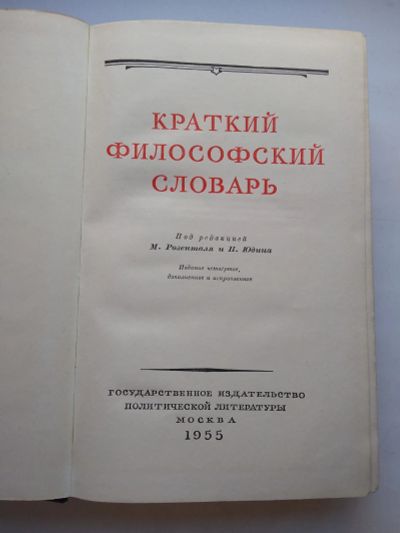 КРАТКИЙ
ФИЛОСОФСКИЙ
СЛОВАРЬ
Под редакцией
М. Розенталя и П. Юдина
Издание четвертое,
дополненное и исправленное
ГОСУДАРСТВЕННОЕ ИЗДАТЕЛЬСТВО
ПОЛИТИЧЕСКОЙ ЛИТЕРАТУРЫ
МОСКВА
1955